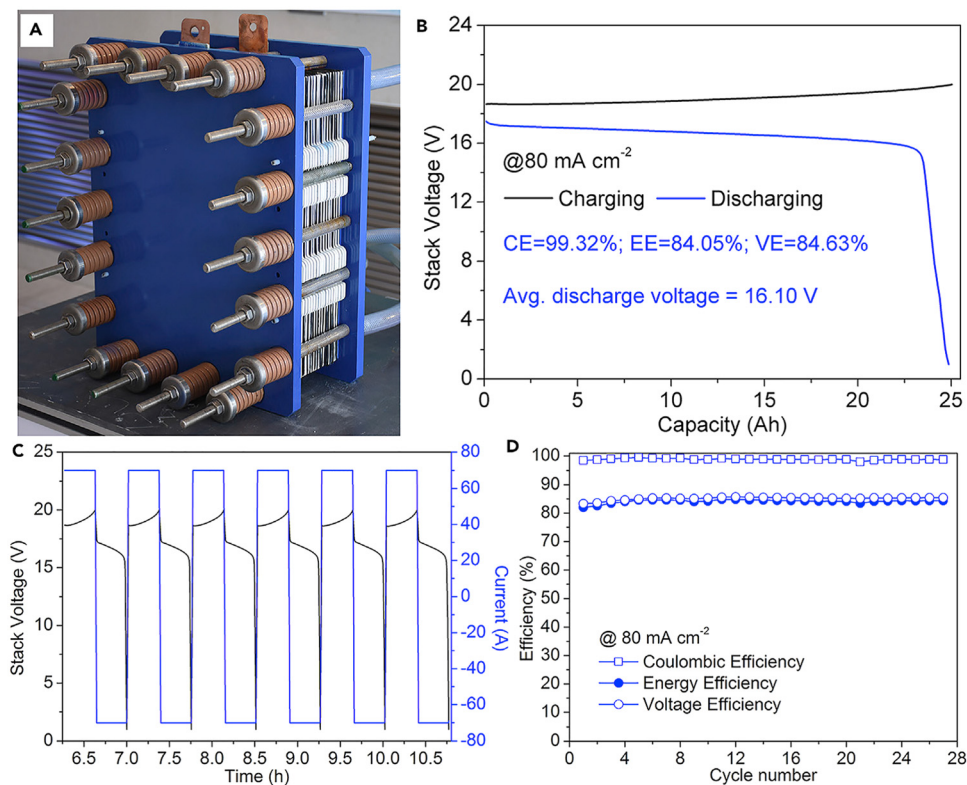 A
B
24
20
16
12
8
4
0
Stack Voltage (V)
@80 mA cm-2
Charging
Discharging
CE=99.32%; EE=84.05%; VE=84.63%
Avg. discharge voltage = 16.10 V
0
5
10
15
20
25
Capacity (Ah)
C
25
20
15
10
5
0
Stack Voltage (V)
80
70
60
40
20
0
-20
-40
-60
-70
-80
Current (A)
6.5
7.0
7.5
8.0
8.5
9.0
9.5
10.0
10.5
Time (h)
D
100
90
80
70
60
50
40
30
20
10
0
Efficiency (%)
@ 80 mA cm-2
Coulombic Efficiency
Energy Efficiency
Voltage Efficiency
0
4
8
12
16
20
24
28
Cycle number